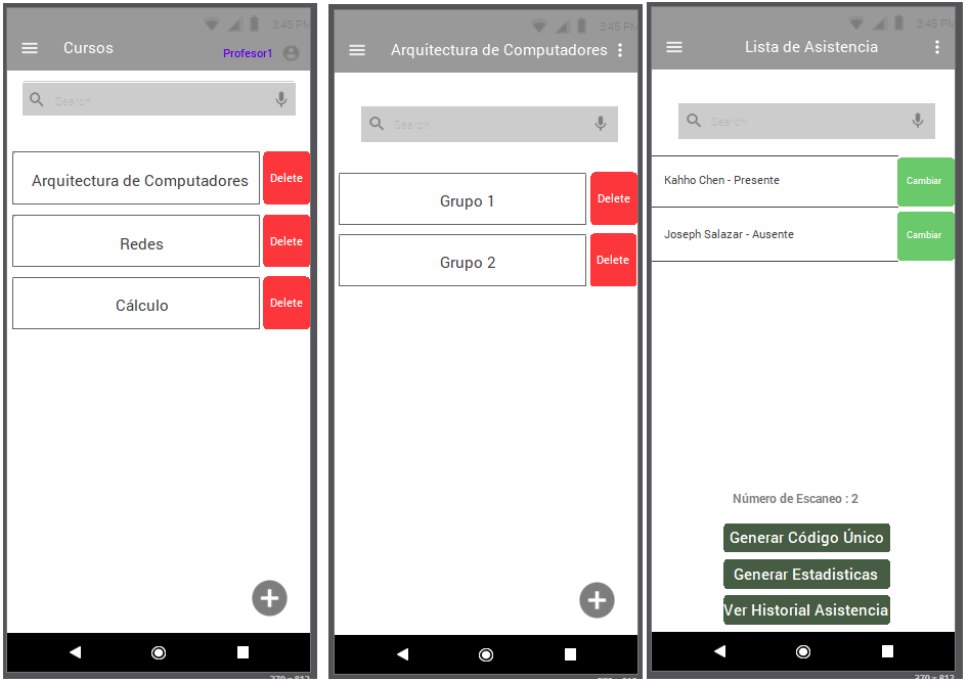 3:45 PM
Cursos
Profesor1
Search
Arquitectura de Computadores
Delete
Redes
Delete
Cálculo
Delete
3:45 PM
Arquitectura de Computadores
Search
Grupo 1
Delete
Grupo 2
Delete
3:45 PM
Lista de Asistencia
Search
Kahho Chen - Presente
Cambiar
Joseph Salazar - Ausente
Cambiar
Número de Escaneo : 2
Generar Código Único
Generar Estadisticas
Ver Historial Asistencia